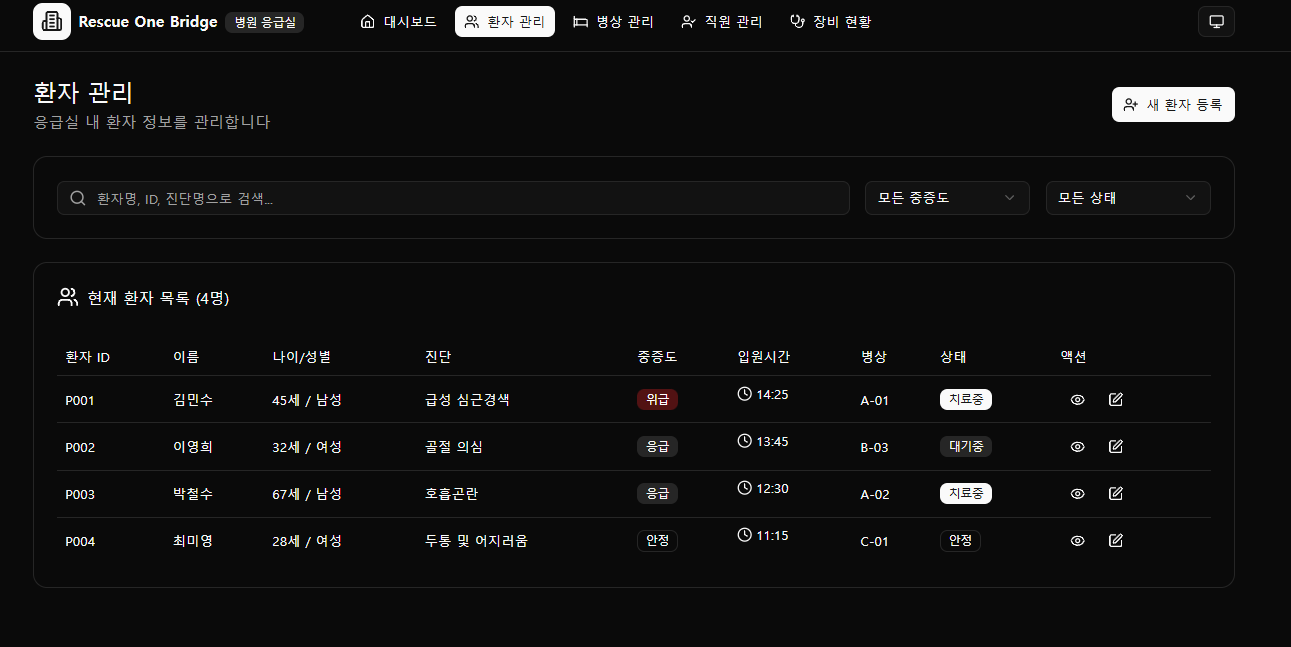 Rescue One Bridge 병원 응급실 대시보드 환자 관리 병상 관리 직원 관리 장비 현황
환자 관리
응급실 내 환자 정보를 관리합니다
새 환자 등록
환자명, ID, 진단명으로 검색... 모든 중증도 모든 상태
현재 환자 목록 (4명)
환자 ID 이름 나이/성별 진단 중증도 입원시간 병상 상태 액션
P001 김민수 45세 / 남성 급성 심근경색 위급 14:25 A-01 치료중
P002 이영희 32세 / 여성 골절 의심 응급 13:45 B-03 대기중
P003 박철수 67세 / 남성 호흡곤란 응급 12:30 A-02 치료중
P004 최미영 28세 / 여성 두통 및 어지러움 안정 11:15 C-01 안정